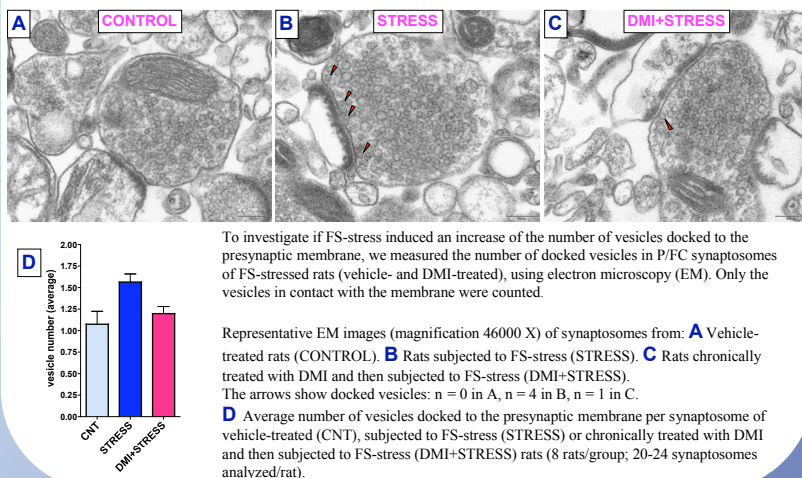 A CONTROL
B STRESS
C DMI+STRESS
D
vesicle number (average)
2.00
1.75
1.50
1.25
1.00
0.75
0.50
0.25
0.00
CNT
STRESS
DMI+STRESS
To investigate if FS-stress induced an increase of the number of vesicles docked to the
presynaptic membrane, we measured the number of docked vesicles in P/FC synaptosomes
of FS-stressed rats (vehicle- and DMI-treated), using electron microscopy (EM). Only the
vesicles in contact with the membrane were counted.
Representative EM images (magnification 46000 X) of synaptosomes from: A Vehicle-
treated rats (CONTROL). B Rats subjected to FS-stress (STRESS). C Rats chronically
treated with DMI and then subjected to FS-stress (DMI+STRESS).
The arrows show docked vesicles: n = 0 in A, n = 4 in B, n = 1 in C.
D Average number of vesicles docked to the presynaptic membrane per synaptosome of
vehicle-treated (CNT), subjected to FS-stress (STRESS) or chronically treated with DMI
and then subjected to FS-stress (DMI+STRESS) rats (8 rats/group; 20-24 synaptosomes
analyzed/rat).